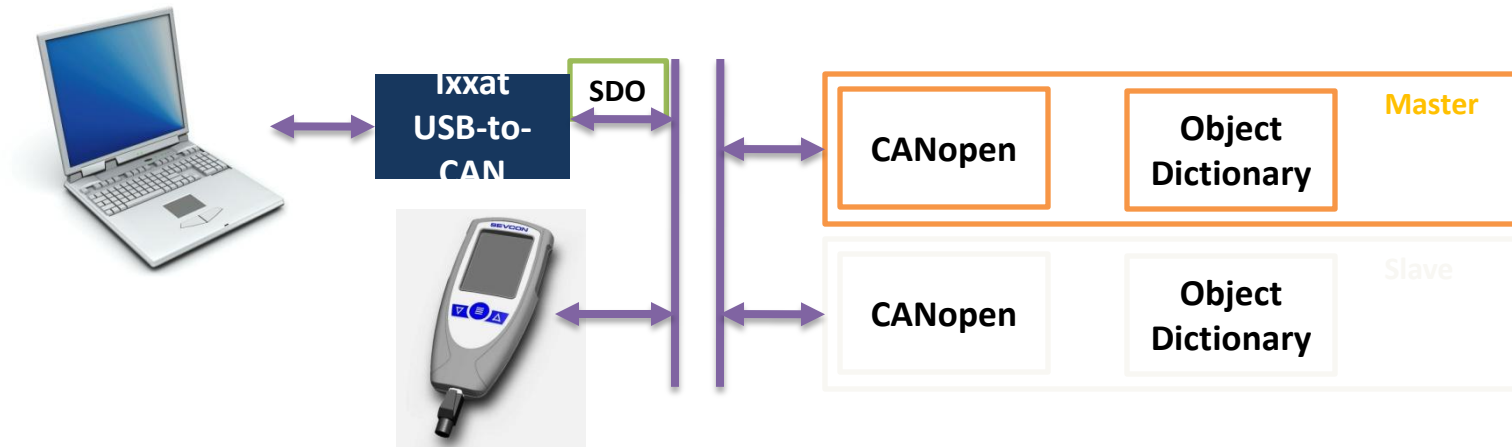 Ixxat
USB-to-
CAN
SDO
CANopen
Object
Dictionary
Master
SEVCON
CANopen
Object
Dictionary
Slave